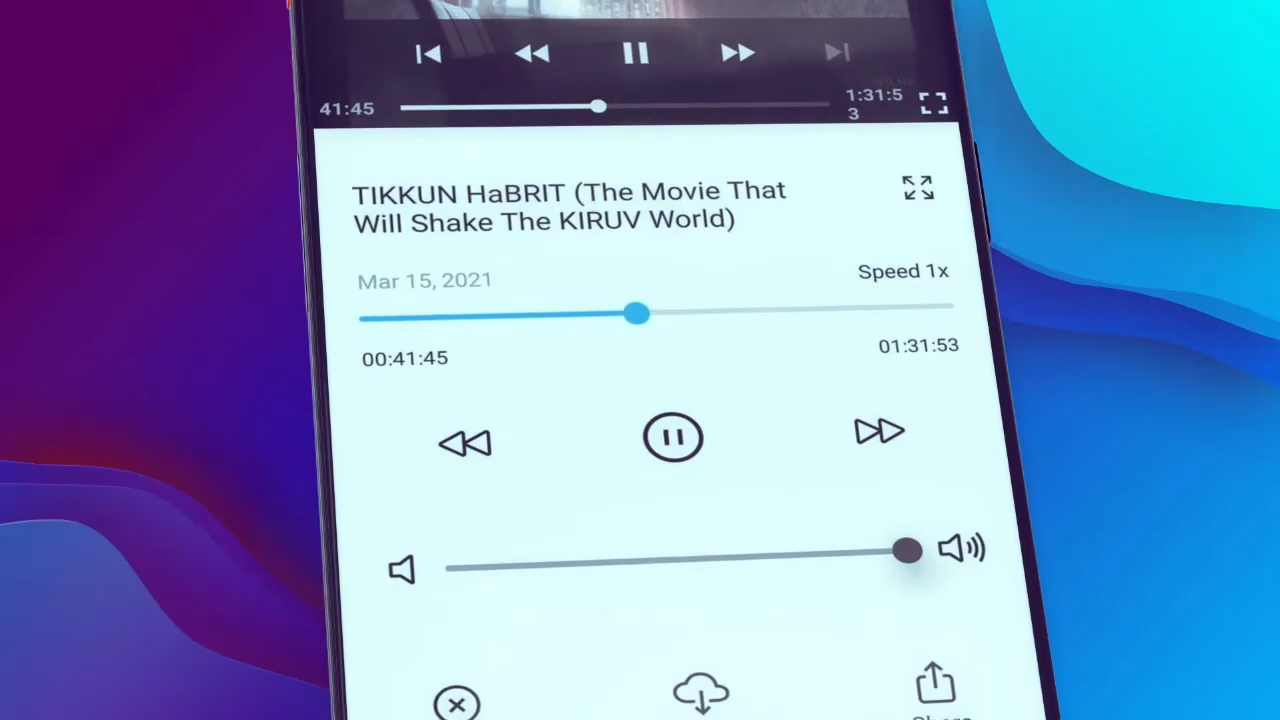 41:45
1:31:5
3
TIKKUN HaBRIT (The Movie That
Will Shake The KIRUV World)
Mar 15, 2021
Speed 1x
00:41:45
01:31:53
Share